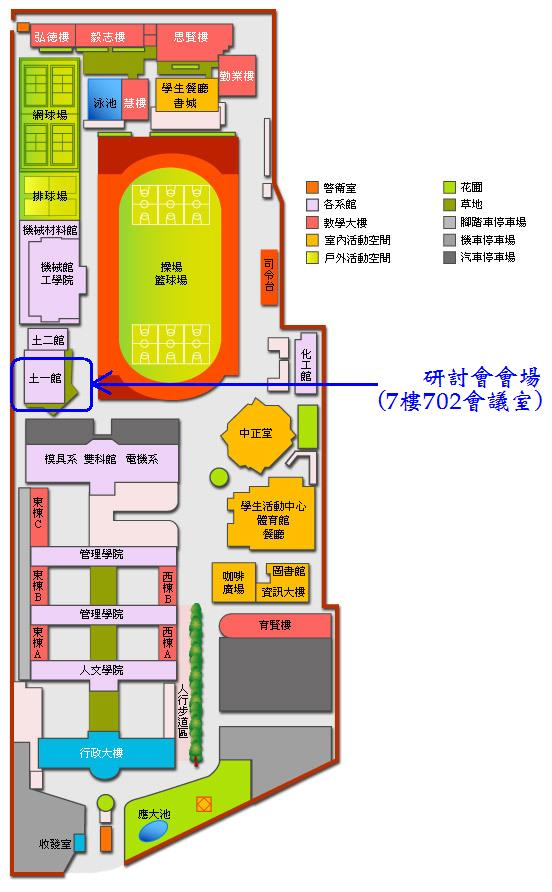 弘德樓
毅志樓
思賢樓
勤業樓
泳池
慧樓
學生餐廳
書城
網球場
排球場
機械材料館
機械館
工學院
操場
籃球場
司令台
警衛室
各系館
教學大樓
室內活動空間
戶外活動空間
花圃
草地
腳踏車停車場
機車停車場
汽車停車場
土二館
土一館
化工館
研討會會場
(7樓702會議室)
中正堂
模具系 雙科館 電機系
學生活動中心
體育館
餐廳
東棟C
管理學院
東棟B
西棟B
管理學院
東棟A
西棟A
人文學院
咖啡
廣場
圖書館
資訊大樓
育賢樓
人行步道區
行政大樓
應大池
收發室